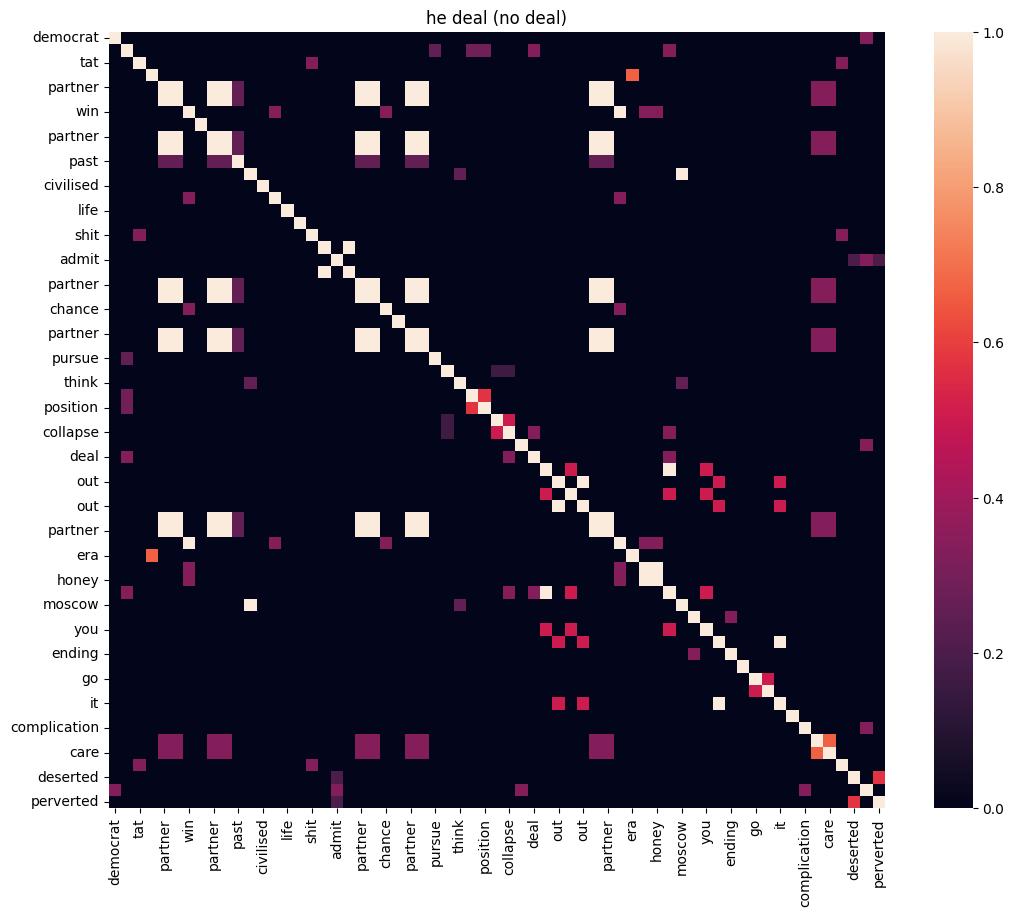 he deal (no deal)
democrat
tat
partner
win
partner
past
civilised
life
shit
admit
partner
chance
partner
pursue
think
position
collapse
deal
out
out
partner
era
honey
moscow
you
ending
go
it
complication
care
deserted
perverted
democrat
tat
partner
win
partner
past
civilised
life
shit
admit
partner
chance
partner
pursue
think
position
collapse
deal
out
out
partner
era
honey
moscow
you
ending
go
it
complication
care
deserted
perverted
1.0
0.8
0.6
0.4
0.2
0.0